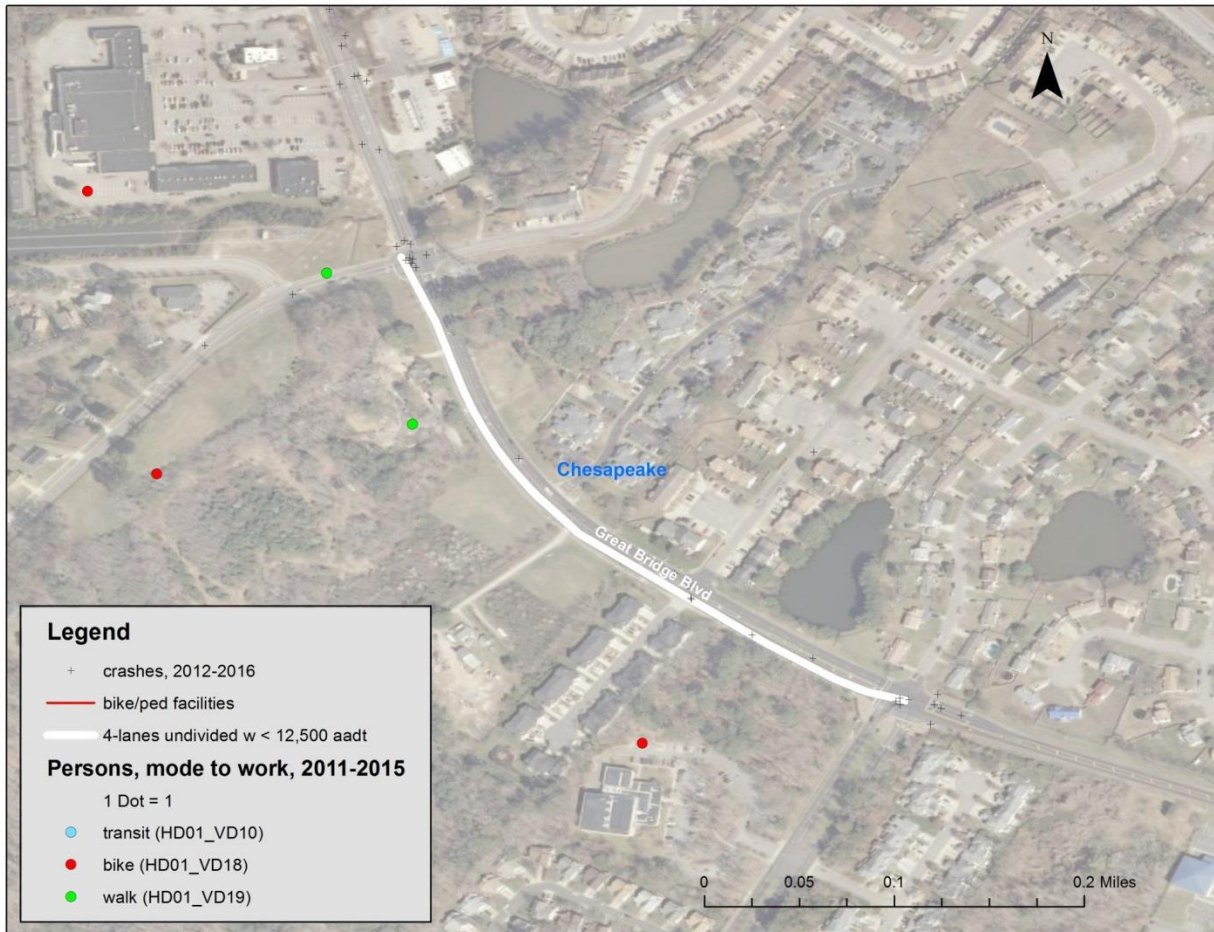 N
Chesapeake
Great Bridge Blvd
Legend
crashes, 2012-2016
bike/ped facilities
4-lanes undivided w < 12,500 aadt
Persons, mode to work, 2011-2015
1 Dot = 1
transit (HD01_VD10)
bike (HD01_VD18)
walk (HD01_VD19)
0 0.05 0.1 0.2 Miles